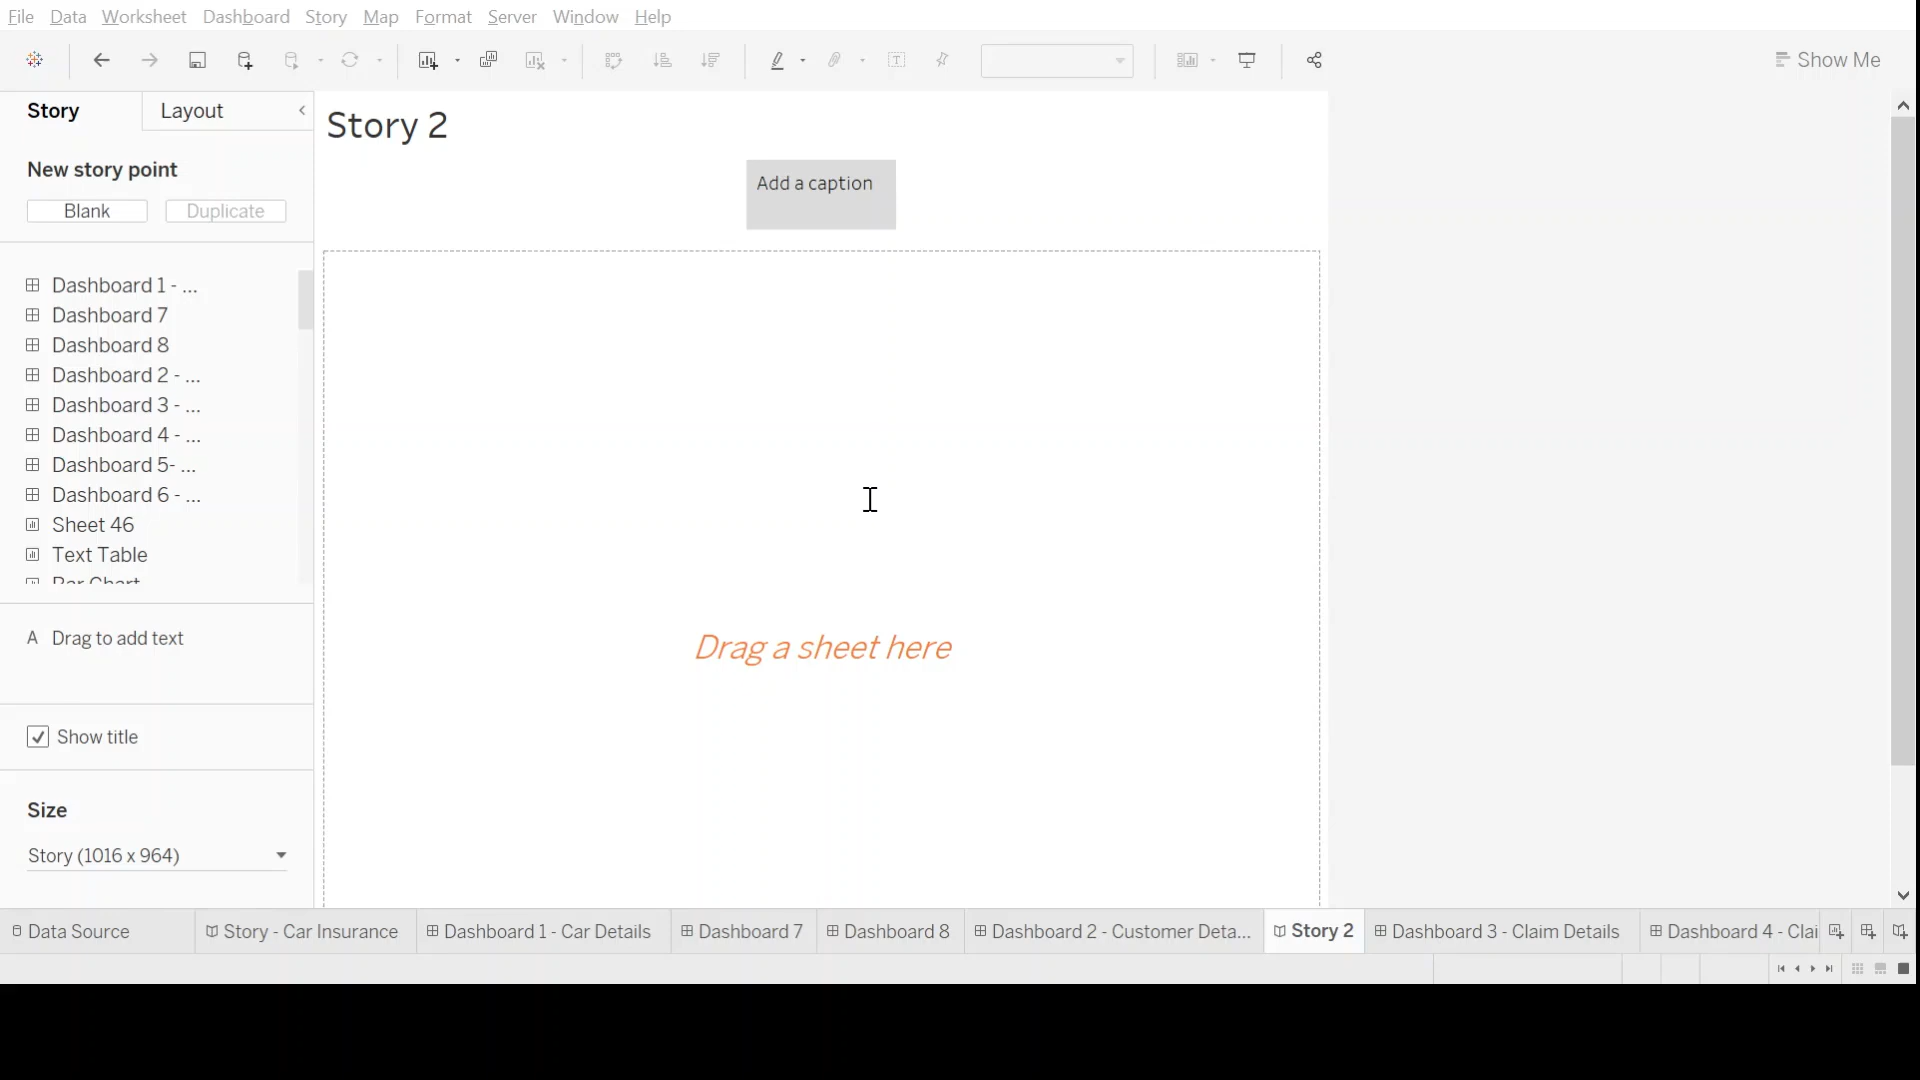 File Data Worksheet Dashboard Story Map Format Server Window Help
Show Me
Story Layout
New story point
Blank Duplicate
Dashboard 1 - ...
Dashboard 7
Dashboard 8
Dashboard 2 - ...
Dashboard 3 - ...
Dashboard 4 - ...
Dashboard 5- ...
Dashboard 6 - ...
Sheet 46
Text Table
Bar Chart
A Drag to add text
Show title
Size
Story (1016 x 964)
Story 2
Add a caption
Drag a sheet here
Data Source Story - Car Insurance Dashboard 1 - Car Details Dashboard 7 Dashboard 8 Dashboard 2 - Customer Deta... Story 2 Dashboard 3 - Claim Details Dashboard 4 - Clai